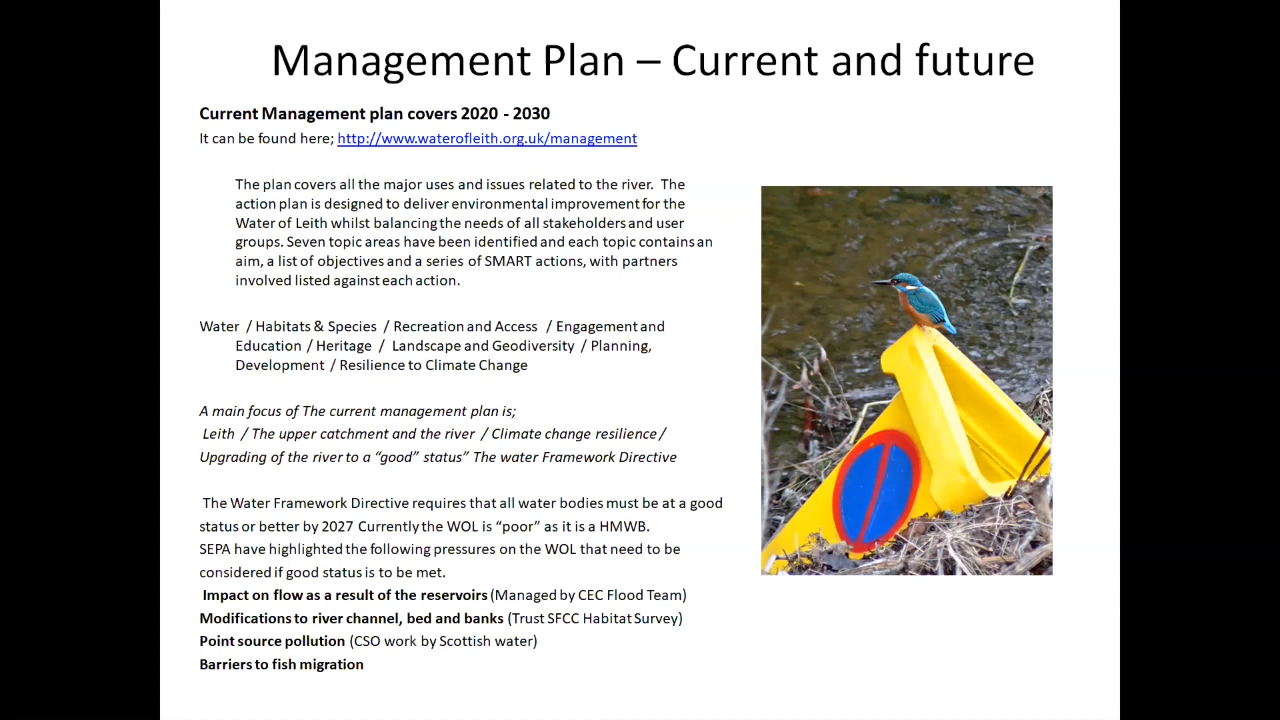 Management Plan – Current and future
Current Management plan covers 2020 - 2030
It can be found here; http://www.waterofleith.org.uk/management
The plan covers all the major uses and issues related to the river.  The
action plan is designed to deliver environmental improvement for the
Water of Leith whilst balancing the needs of all stakeholders and user
groups. Seven topic areas have been identified and each topic contains an
aim, a list of objectives and a series of SMART actions, with partners
involved listed against each action.
Water  / Habitats & Species  / Recreation and Access  / Engagement and
Education / Heritage  /  Landscape and Geodiversity  / Planning,
Development  / Resilience to Climate Change
A main focus of The current management plan is;
Leith  / The upper catchment and the river  / Climate change resilience /
Upgrading of the river to a “good” status” The water Framework Directive
The Water Framework Directive requires that all water bodies must be at a good
status or better by 2027 Currently the WOL is “poor” as it is a HMWB.
SEPA have highlighted the following pressures on the WOL that need to be
considered if good status is to be met.
Impact on flow as a result of the reservoirs (Managed by CEC Flood Team)
Modifications to river channel, bed and banks (Trust SFCC Habitat Survey)
Point source pollution (CSO work by Scottish water)
Barriers to fish migration